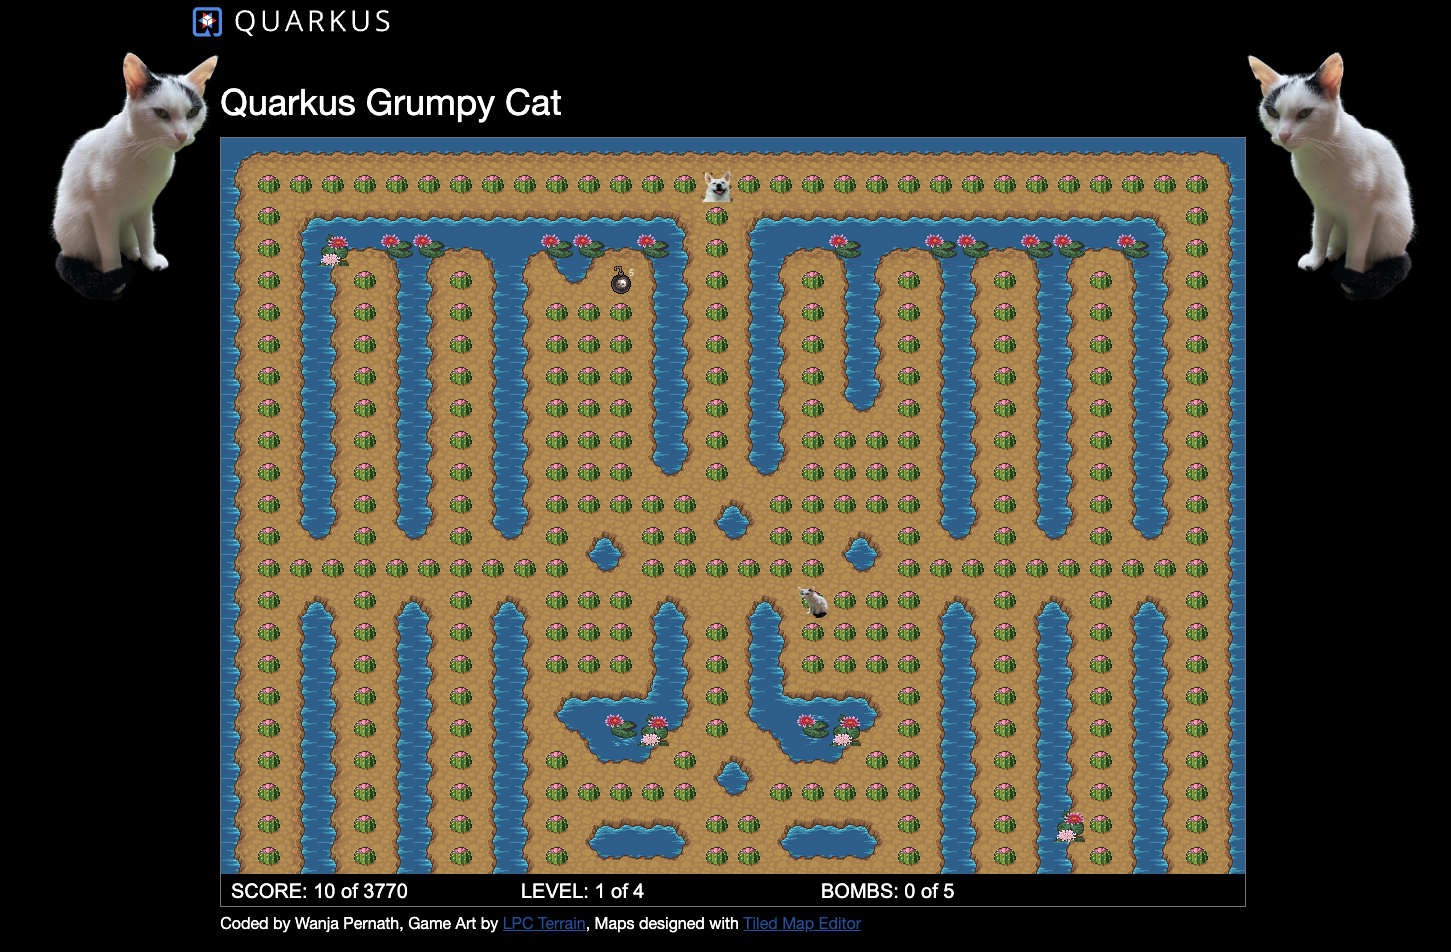 QUARKUS
Quarkus Grumpy Cat
5
SCORE: 10 of 3770 LEVEL: 1 of 4 BOMBS: 0 of 5
Coded by Wanja Pernath, Game Art by LPC Terrain, Maps designed with Tiled Map Editor